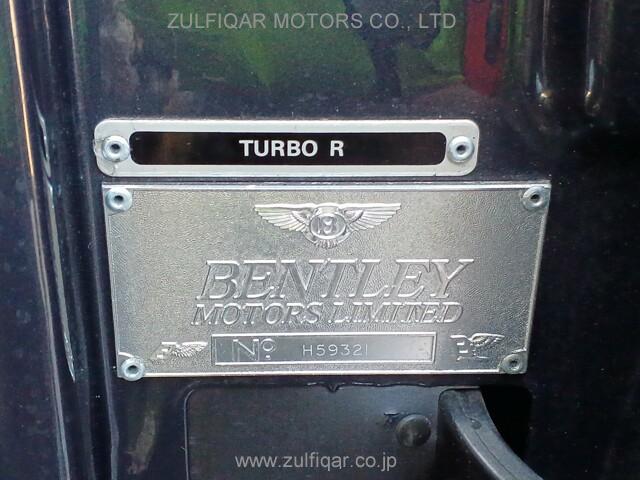 ZULFIQAR MOTORS CO., LTD
TURBO R
B
BENTLEY
MOTORS LIMITED
No H59321
www.zulfiqar.co.jp